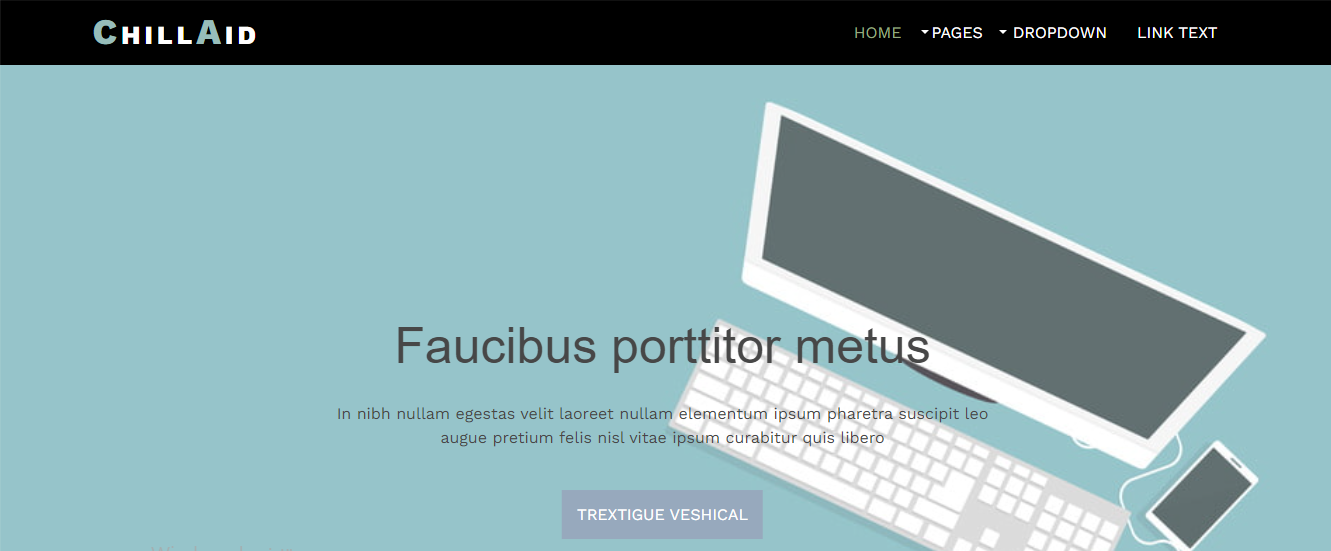 CHILLAID
HOME PAGES DROPDOWN LINK TEXT
Faucibus porttitor metus
In nibh nullam egestas velit laoreet nullam elementum ipsum pharetra suscipit leo
augue pretium felis nisl vitae ipsum curabitur quis libero
TREXTIGUE VESHICAL